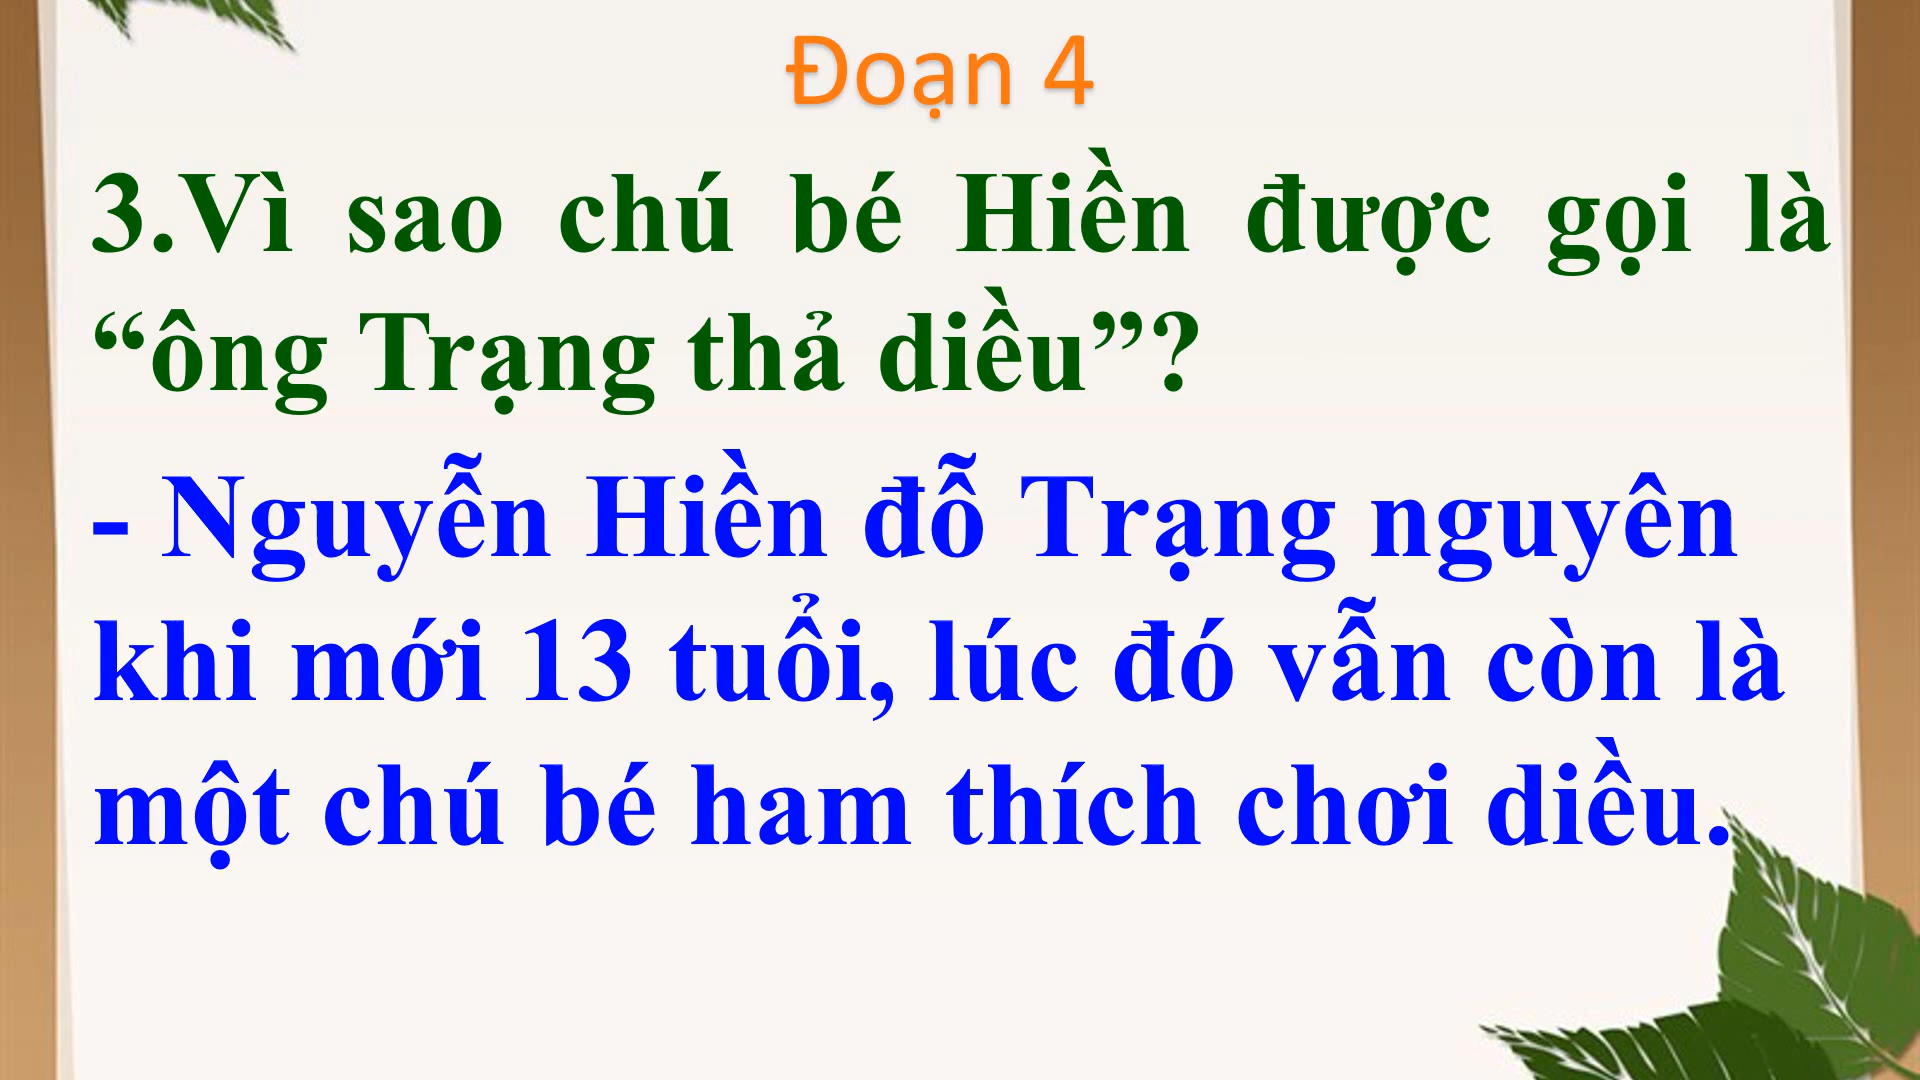 Đoạn 4
3.Vì sao chú bé Hiền được gọi là
“ông Trạng thả diều”?
- Nguyễn Hiền đỗ Trạng nguyên
khi mới 13 tuổi, lúc đó vẫn còn là
một chú bé ham thích chơi diều.